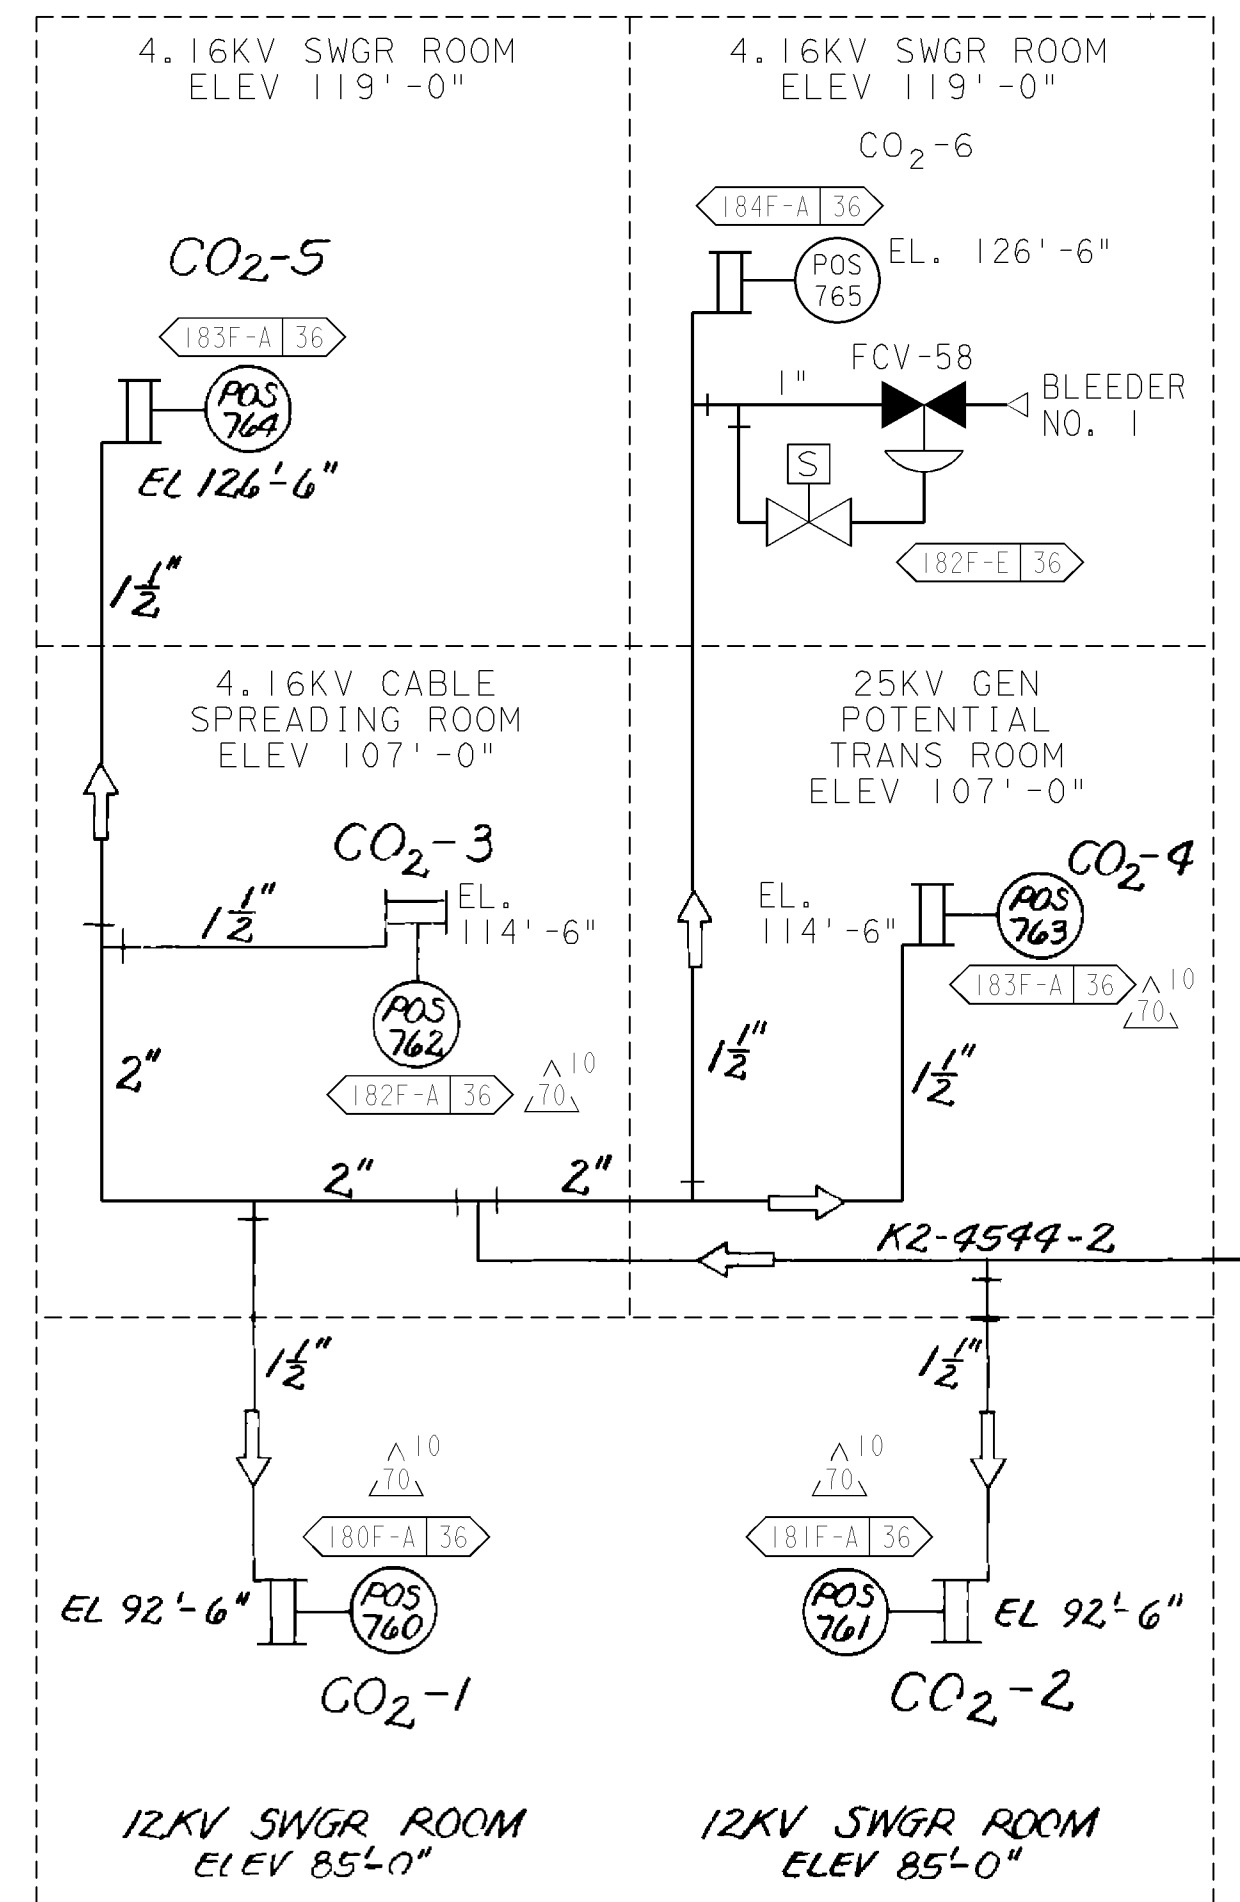 4.16KV SWGR ROOM
ELEV 119'-0"
4.16KV SWGR ROOM
ELEV 119'-0"
CO₂-6
184F-A 36
POS
765
EL. 126'-6"
CO₂-5
183F-A 36
POS
764
EL 126'-6"
1½"
FCV-58
1"
BLEEDER
NO. 1
S
182F-E 36
4.16KV CABLE
SPREADING ROOM
ELEV 107'-0"
25KV GEN
POTENTIAL
TRANS ROOM
ELEV 107'-0"
CO₂-3
1½"
EL.
114'-6"
POS
762
182F-A 36
10
70
2"
EL.
114'-6"
CO₂-4
POS
763
183F-A 36
10
70
1½"
1½"
2"
2"
K2-4544-2
1½"
1½"
10
70
180F-A 36
EL 92'-6"
POS
760
CO₂-1
10
70
181F-A 36
POS
761
EL 92'-6"
CO₂-2
12KV SWGR ROOM
ELEV 85'-0"
12KV SWGR ROOM
ELEV 85'-0"